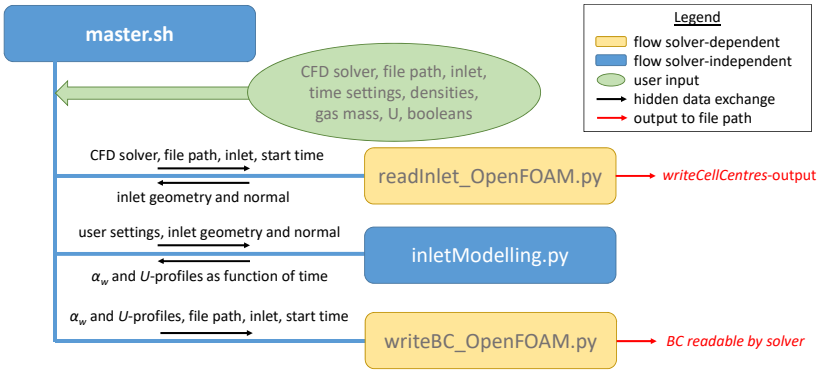 master.sh
Legend
flow solver-dependent
flow solver-independent
user input
hidden data exchange
output to file path
CFD solver, file path, inlet,
time settings, densities,
gas mass, U, booleans
CFD solver, file path, inlet, start time
inlet geometry and normal
readInlet_OpenFOAM.py
writeCellCentres-output
user settings, inlet geometry and normal
αw and U-profiles as function of time
inletModelling.py
αw and U-profiles, file path, inlet, start time
writeBC_OpenFOAM.py
BC readable by solver